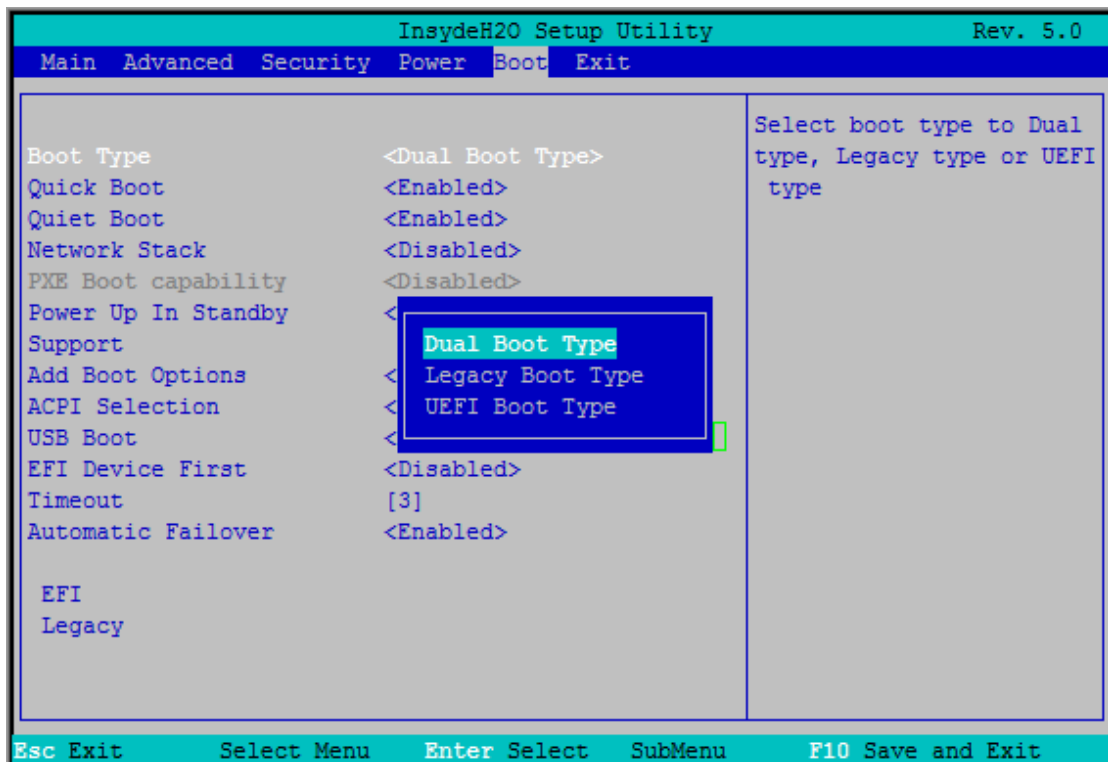 InsydeH20 Setup Utility Rev. 5.0
Main Advanced Security Power Boot Exit
Select boot type to Dual
Boot Type <Dual Boot Type> type, Legacy type or UEFI
Quick Boot <Enabled> type
Quiet Boot <Enabled>
Network Stack <Disabled>
PXE Boot capability <Disabled>
Power Up In Standby <
Support Dual Boot Type
Add Boot Options < Legacy Boot Type
ACPI Selection < UEFI Boot Type
USB Boot <
EFI Device First <Disabled>
Timeout [3]
Automatic Failover <Enabled>
EFI
Legacy
Esc Exit Select Menu Enter Select SubMenu F10 Save and Exit